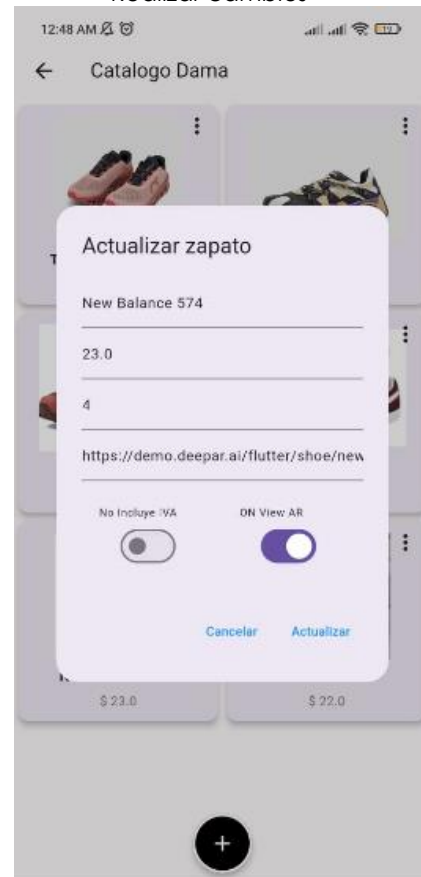 12:48 AM
Catalogo Dama
Actualizar zapato
New Balance 574
23.0
4
https://demo.deepar.ai/flutter/shoe/new
No Incluye IVA
ON View AR
Cancelar
Actualizar
$ 23.0
$ 22.0
+